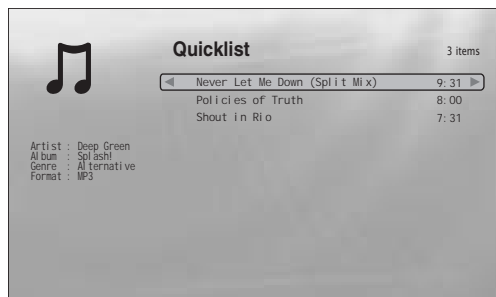 Quicklist
3 items
Never Let Me Down (Split Mix) 9:31
Policies of Truth 8:00
Shout in Rio 7:31
Artist : Deep Green
Album : Splash!
Genre : Alternative
Format : MP3